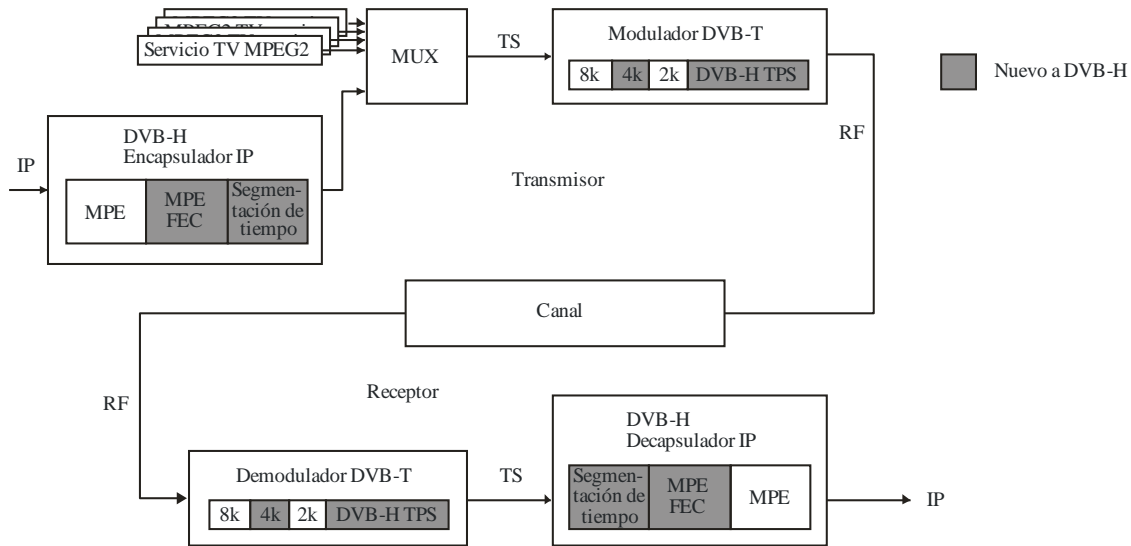 Servicio TV MPEG2
MUX
TS
Modulador DVB-T
8k
4k
2k
DVB-H TPS
Nuevo a DVB-H
RF
IP
DVB-H
Encapsulador IP
MPE
MPE
FEC
Segmen-
tación de
tiempo
Transmisor
Canal
RF
Receptor
Demodulador DVB-T
8k
4k
2k
DVB-H TPS
TS
DVB-H
Decapsulador IP
Segmen-
tación de
tiempo
MPE
FEC
MPE
IP